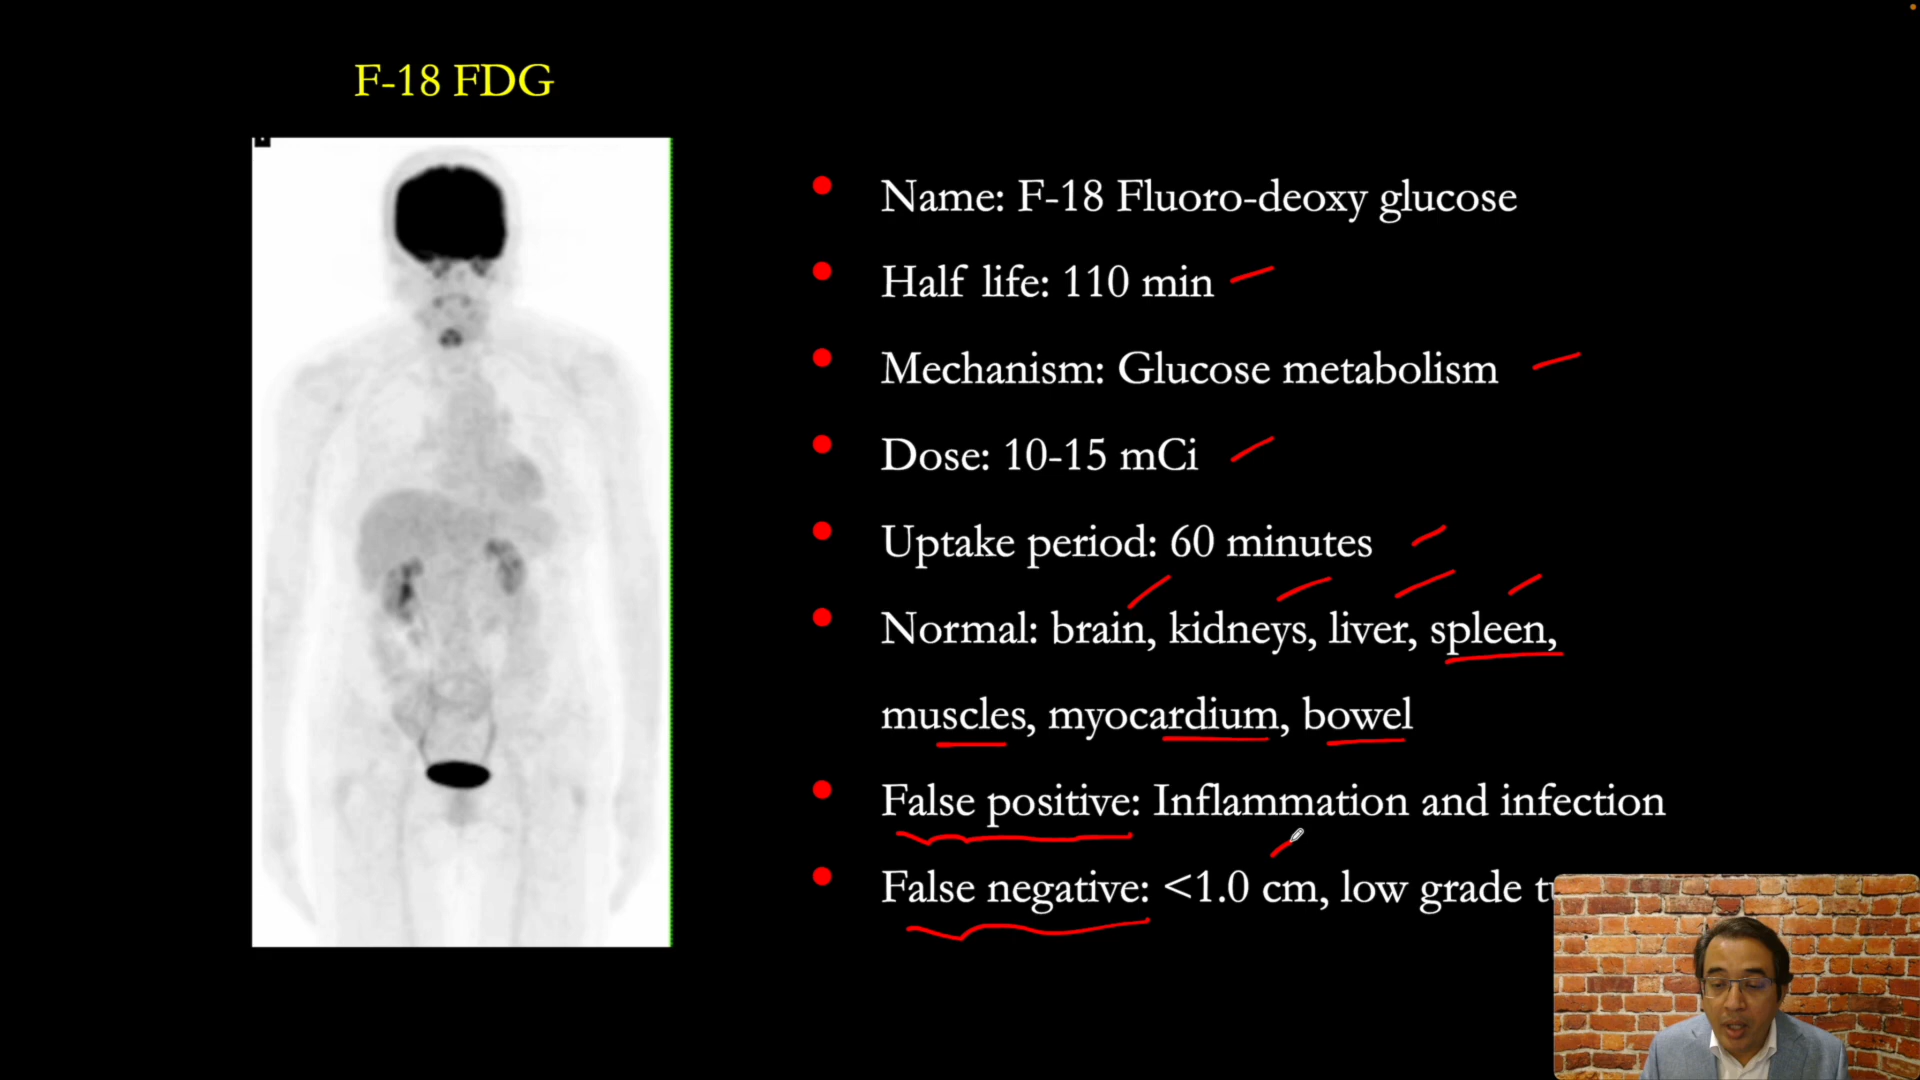 F-18 FDG
Name: F-18 Fluoro-deoxy glucose
Half life: 110 min
Mechanism: Glucose metabolism
Dose: 10-15 mCi
Uptake period: 60 minutes
Normal: brain, kidneys, liver, spleen,
muscles, myocardium, bowel
False positive: Inflammation and infection
False negative: <1.0 cm, low grade